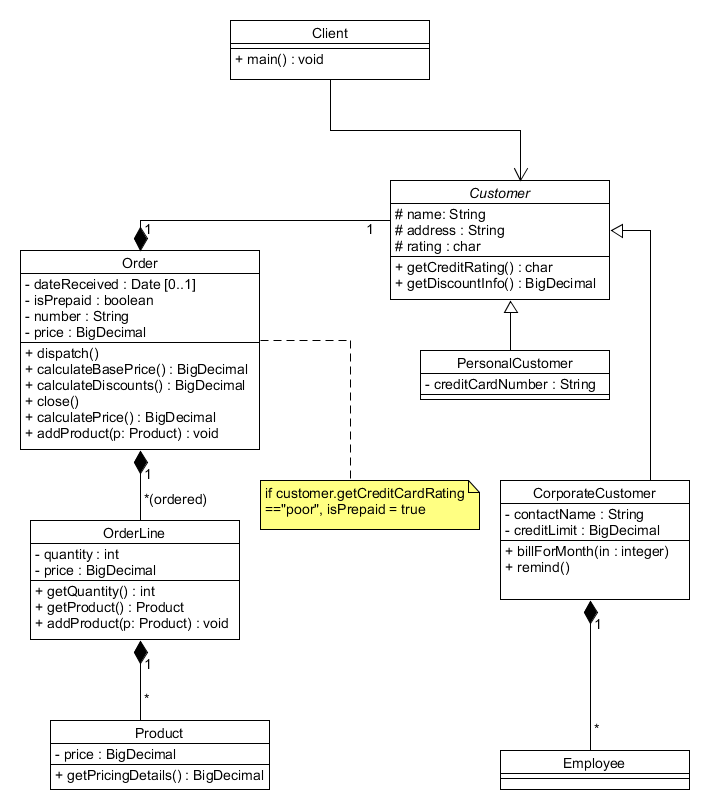 Client
+ main() : void
Customer
# name: String
# address : String
# rating : char
+ getCreditRating() : char
+ getDiscountInfo() : BigDecimal
1
1
Order
- dateReceived : Date [0..1]
- isPrepaid : boolean
- number : String
- price : BigDecimal
+ dispatch()
+ calculateBasePrice() : BigDecimal
+ calculateDiscounts() : BigDecimal
+ close()
+ calculatePrice() : BigDecimal
+ addProduct(p: Product) : void
PersonalCustomer
- creditCardNumber : String
if customer.getCreditCardRating
=="poor", isPrepaid = true
1
*(ordered)
OrderLine
- quantity : int
- price : BigDecimal
+ getQuantity() : int
+ getProduct() : Product
+ addProduct(p: Product) : void
CorporateCustomer
- contactName : String
- creditLimit : BigDecimal
+ billForMonth(in : integer)
+ remind()
1
*
1
*
Product
- price : BigDecimal
+ getPricingDetails() : BigDecimal
Employee